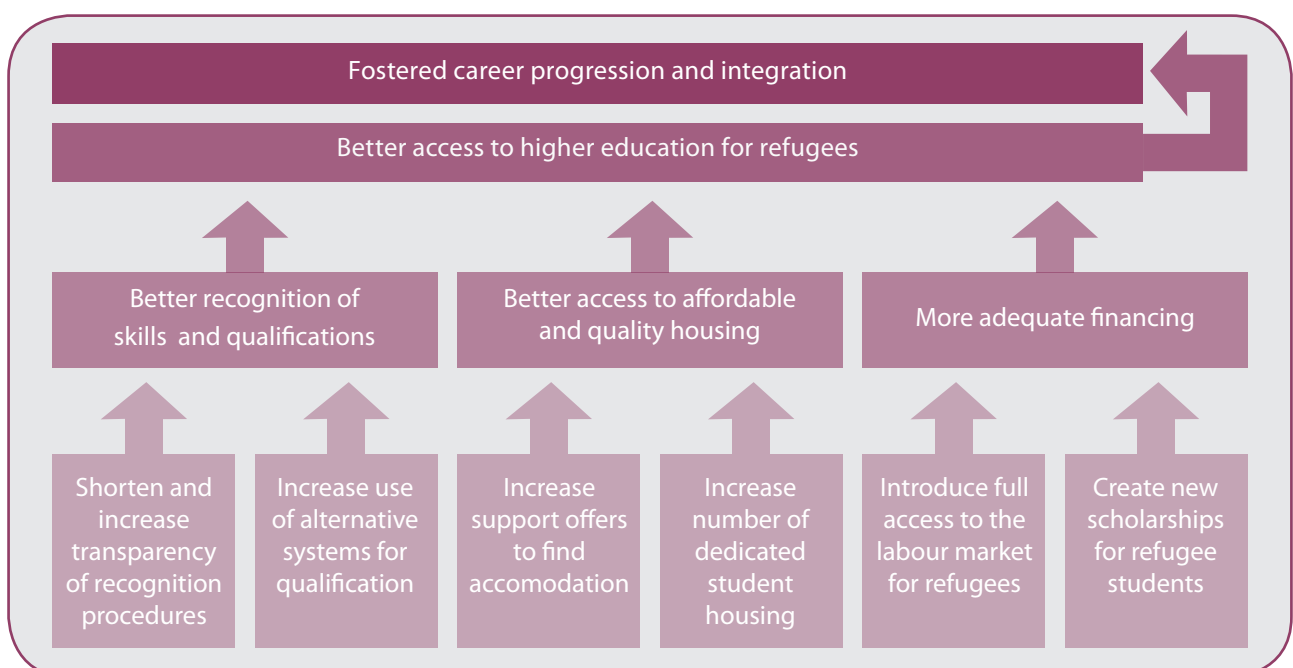 Fostered career progression and integration
Better access to higher education for refugees
Better recognition of
skills and qualifications
Better access to affordable
and quality housing
More adequate financing
Shorten and
increase
transparency
of recognition
procedures
Increase use
of alternative
systems for
qualification
Increase
support offers
to find
accomodation
Increase
number of
dedicated
student
housing
Introduce full
access to the
labour market
for refugees
Create new
scholarships
for refugee
students